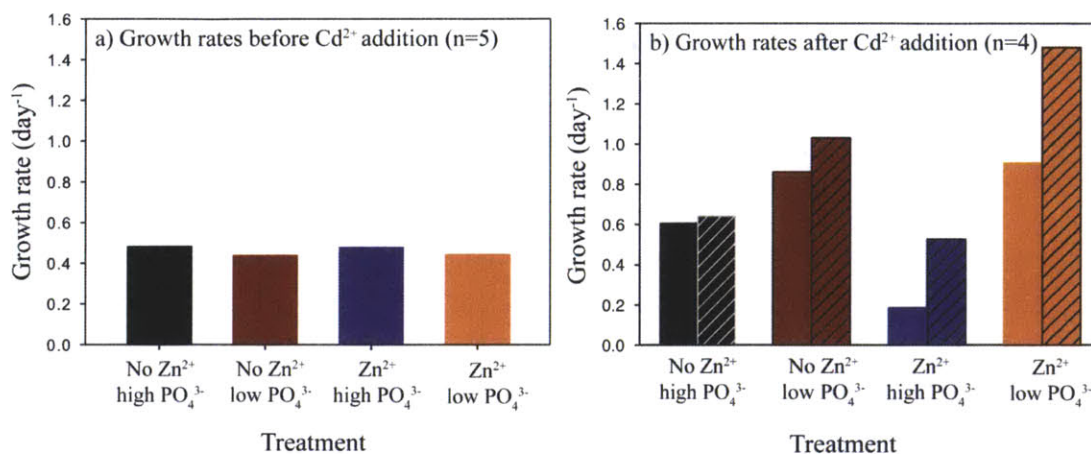 a) Growth rates before Cd²⁺ addition (n=5)
1.6
1.4
1.2
1.0
0.8
0.6
0.4
0.2
0.0
Growth rate (day⁻¹)
No Zn²⁺ high PO₄³⁻
No Zn²⁺ low PO₄³⁻
Zn²⁺ high PO₄³⁻
Zn²⁺ low PO₄³⁻
Treatment
b) Growth rates after Cd²⁺ addition (n=4)
1.6
1.4
1.2
1.0
0.8
0.6
0.4
0.2
0.0
Growth rate (day⁻¹)
No Zn²⁺ high PO₄³⁻
No Zn²⁺ low PO₄³⁻
Zn²⁺ high PO₄³⁻
Zn²⁺ low PO₄³⁻
Treatment